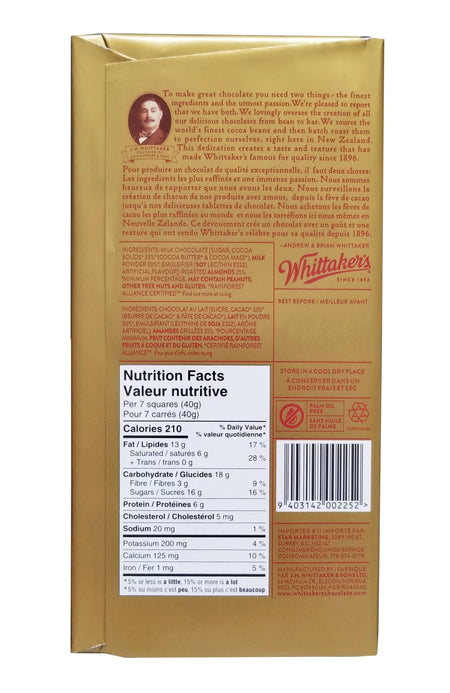 To make great chocolate you need two things - the finest
ingredients and the utmost passion. We're pleased to report
that we have both. We lovingly oversee the creation of all
our delicious chocolates from bean to bar. We source the
world's finest cocoa beans and then batch roast them
to perfection ourselves, right here in New Zealand.
This dedication creates a taste and texture that has
made Whittaker's famous for quality since 1896.
J.H. WHITTAKER
FOUNDER OF
J.H. WHITTAKER & SONS LTD
Pour produire un chocolat de qualité exceptionnelle, il faut deux choses:
Les ingrédients les plus raffinés et une immense passion. Nous sommes
heureux de rapporter que nous avons les deux. Nous surveillons la
création de chacun de nos produits avec amour, depuis la fève de cacao
jusqu'à nos délicieuses tablettes de chocolat. Nous achetons les fèves de
cacao les plus raffinées au monde et nous les torréfions ici nous mêmes en
Nouvelle Zélande. Ce dévouement crée un chocolat avec un goût et une
texture qui ont rendu Whittaker's célèbre pour sa qualité depuis 1896.
– ANDREW & BRIAN WHITTAKER
Whittaker's
SINCE 1896
INGREDIENTS: MILK CHOCOLATE (SUGAR, COCOA
SOLIDS* 33% (COCOA BUTTER* & COCOA MASS*), MILK
POWDER 30%, EMULSIFIER (SOY LECITHIN E322),
ARTIFICIAL FLAVOUR), ROASTED ALMONDS 25%
*MINIMUM PERCENTAGE. MAY CONTAIN PEANUTS,
OTHER TREE NUTS AND GLUTEN. *RAINFOREST
ALLIANCE CERTIFIED™ Find out more at ra.org
BEST BEFORE / MEILLEUR AVANT
INGRÉDIENTS: CHOCOLAT AU LAIT (SUCRE, CACAO* 33%
(BEURRE DE CACAO* & PÂTE DE CACAO*), LAIT EN POUDRE
30%, EMULSIFIANT (LECITHINE DE SOJA E322), ARÔME
ARTIFICIEL), AMANDES GRILLÉES 25% *POURCENTAGE
MINIMUM. PEUT CONTENIR DES ARACHIDES, D'AUTRES
FRUITS À COQUE ET DU GLUTEN. *CERTIFIÉ RAINFOREST
ALLIANCE™ Pour plus d'info, visitez ra.org
STORE IN A COOL DRY PLACE
À CONSERVER DANS UN
ENDROIT FRAIS ET SEC
PALM OIL
FREE
SANS HUILE
DE PALME
Nutrition Facts
Valeur nutritive
Per 7 squares (40g)
Pour 7 carrés (40g)
Calories 210
% Daily Value*
% valeur quotidienne*
Fat / Lipides 13 g 17 %
Saturated / saturés 6 g
+ Trans / trans 0 g 28 %
Carbohydrate / Glucides 18 g
Fibre / Fibres 3 g 9 %
Sugars / Sucres 16 g 16 %
Protein / Protéines 6 g
Cholesterol / Cholestérol 5 mg
Sodium 20 mg 1 %
Potassium 200 mg 4 %
Calcium 125 mg 10 %
Iron / Fer 1 mg 5 %
*5% or less is a little, 15% or more is a lot
*5% ou moins c'est peu, 15% ou plus c'est beaucoup
9 403142 002252 >
IMPORTED BY / IMPORTÉ PAR:
STAR MARKETING,
SURREY, B.C.
CONSUMER ENQUIRIES/ SERVICE
CONSOMMATEUR:
MANUFACTURED BY / FABRIQUÉ
PAR J.H. WHITTAKER & SONS LTD,
24 MOHUIA CRES, ELSDON, PORIRUA
www.whittakerschocolate.com